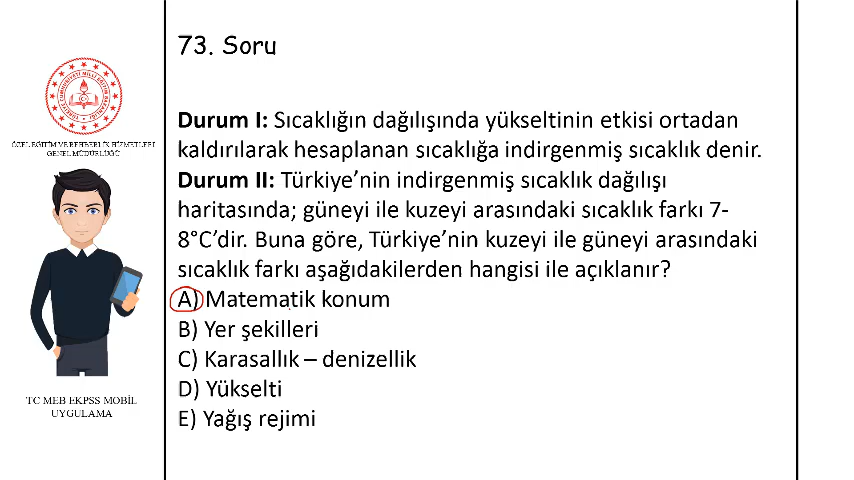 73. Soru
ÖZEL EĞİTİM VE REHBERLİK HİZMETLERİ
GENEL MÜDÜRLÜĞÜ
Durum I: Sıcaklığın dağılışında yükseltinin etkisi ortadan
kaldırılarak hesaplanan sıcaklığa indirgenmiş sıcaklık denir.
Durum II: Türkiye’nin indirgenmiş sıcaklık dağılışı
haritasında; güneyi ile kuzeyi arasındaki sıcaklık farkı 7-
8°C’dir. Buna göre, Türkiye’nin kuzeyi ile güneyi arasındaki
sıcaklık farkı aşağıdakilerden hangisi ile açıklanır?
A) Matematik konum
B) Yer şekilleri
C) Karasallık – denizellik
D) Yükselti
E) Yağış rejimi
TC MEB EKPSS MOBİL
UYGULAMA